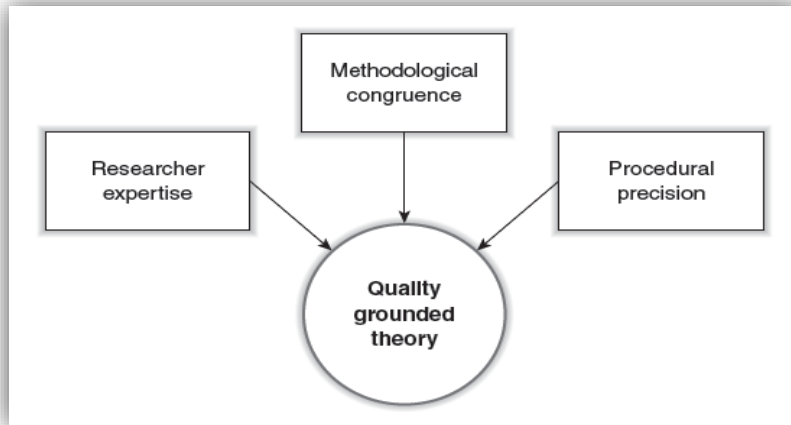 Methodological
congruence
Researcher
expertise
Procedural
precision
Quality
grounded
theory